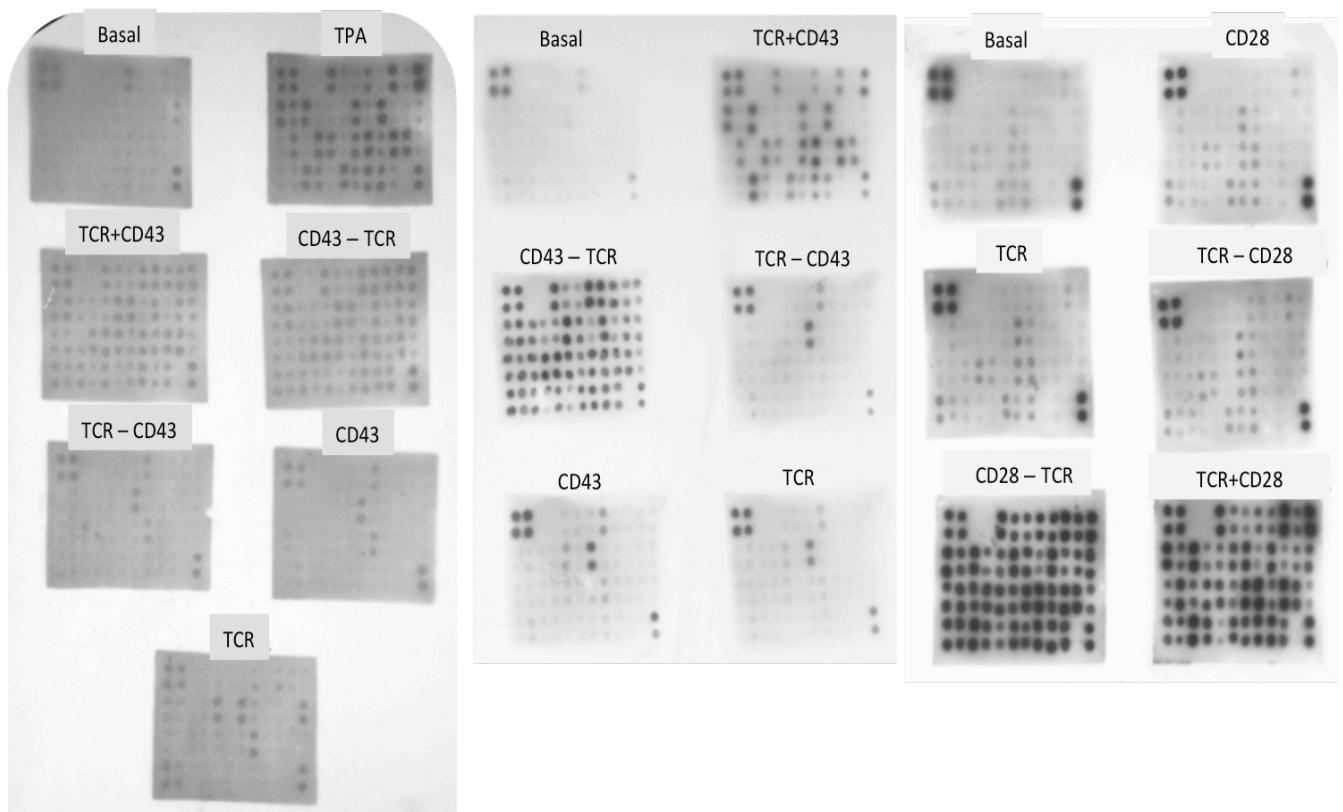 Basal
TPA
TCR+CD43
CD43 – TCR
TCR – CD43
CD43
TCR
Basal
TCR+CD43
CD43 – TCR
TCR – CD43
CD43
TCR
Basal
CD28
TCR
TCR – CD28
CD28 – TCR
TCR+CD28